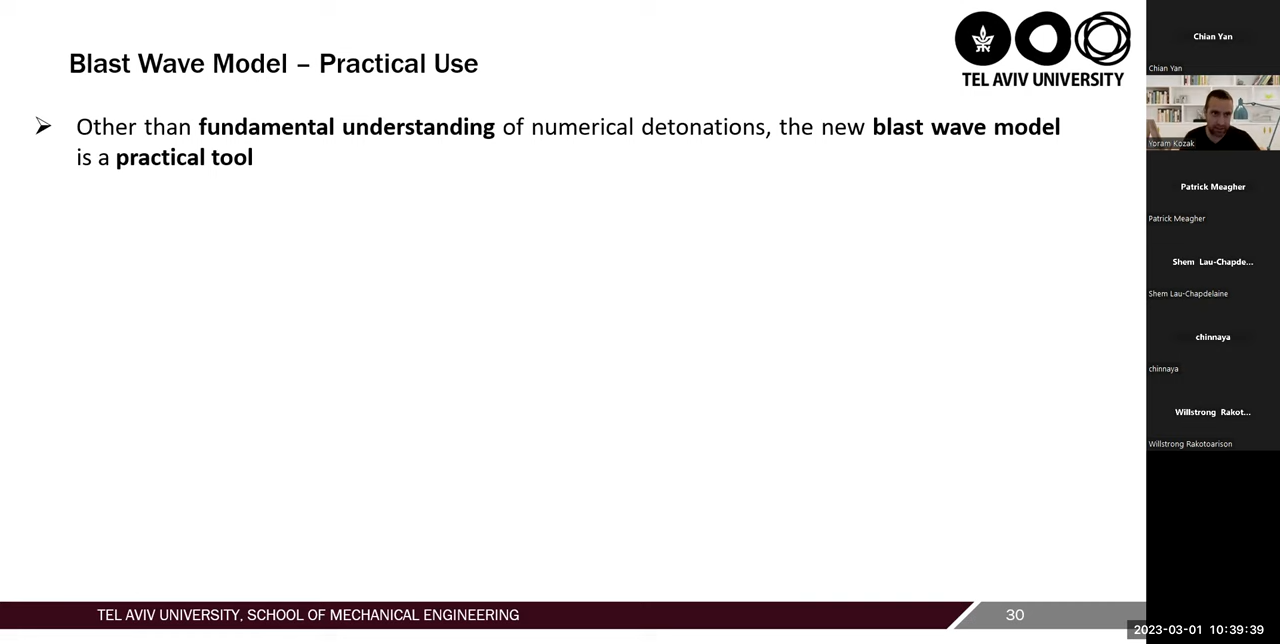 Blast Wave Model – Practical Use
TEL AVIV UNIVERSITY
➢ Other than fundamental understanding of numerical detonations, the new blast wave model
is a practical tool
TEL AVIV UNIVERSITY, SCHOOL OF MECHANICAL ENGINEERING
30
Chian Yan
Chian Yan
Yoram Kozak
Patrick Meagher
Patrick Meagher
Shem Lau-Chapde...
Shem Lau-Chapdelaine
chinnaya
chinnaya
Willstrong Rakot...
Willstrong Rakotoarison
2023-03-01 10:39:39